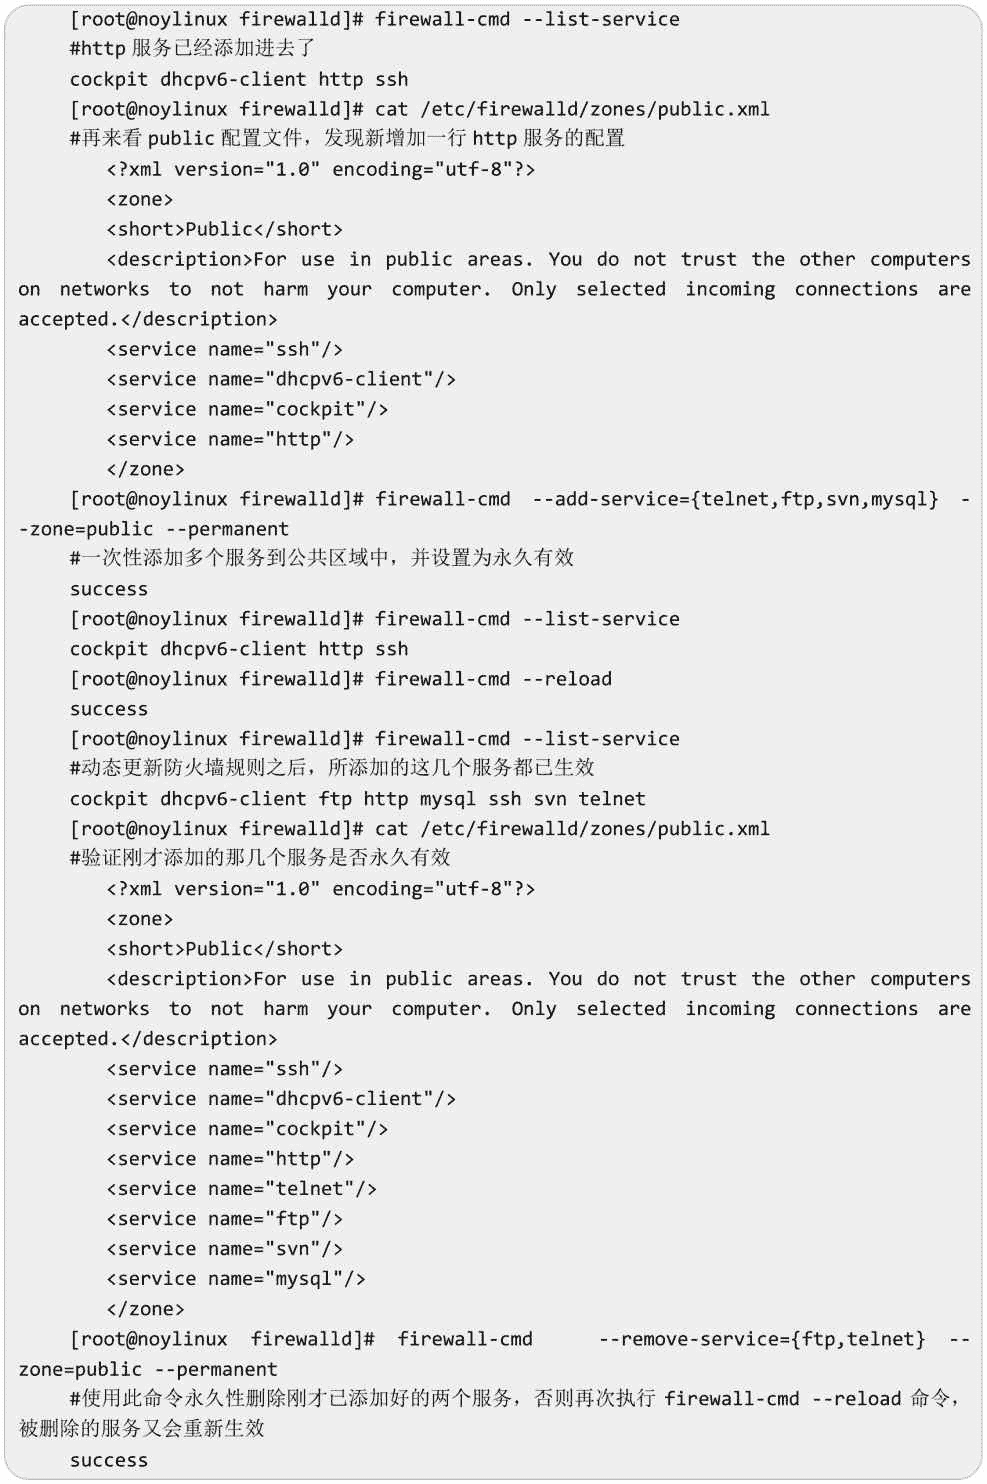 [root@noylinux firewalld]# firewall-cmd --list-service
#http 服务已经添加进去了
cockpit dhcpv6-client http ssh
[root@noylinux firewalld]# cat /etc/firewalld/zones/public.xml
#再来看 public 配置文件，发现新增加一行 http 服务的配置
<?xml version="1.0" encoding="utf-8"?>
<zone>
<short>Public</short>
<description>For use in public areas. You do not trust the other computers
on networks to not harm your computer. Only selected incoming connections are
accepted.</description>
<service name="ssh"/>
<service name="dhcpv6-client"/>
<service name="cockpit"/>
<service name="http"/>
</zone>
[root@noylinux firewalld]# firewall-cmd --add-service={telnet,ftp,svn,mysql} -
-zone=public --permanent
#一次性添加多个服务到公共区域中，并设置为永久有效
success
[root@noylinux firewalld]# firewall-cmd --list-service
cockpit dhcpv6-client http ssh
[root@noylinux firewalld]# firewall-cmd --reload
success
[root@noylinux firewalld]# firewall-cmd --list-service
#动态更新防火墙规则之后，所添加的这几个服务都已生效
cockpit dhcpv6-client ftp http mysql ssh svn telnet
[root@noylinux firewalld]# cat /etc/firewalld/zones/public.xml
#验证刚才添加的那几个服务是否永久有效
<?xml version="1.0" encoding="utf-8"?>
<zone>
<short>Public</short>
<description>For use in public areas. You do not trust the other computers
on networks to not harm your computer. Only selected incoming connections are
accepted.</description>
<service name="ssh"/>
<service name="dhcpv6-client"/>
<service name="cockpit"/>
<service name="http"/>
<service name="telnet"/>
<service name="ftp"/>
<service name="svn"/>
<service name="mysql"/>
</zone>
[root@noylinux firewalld]# firewall-cmd --remove-service={ftp,telnet} --
zone=public --permanent
#使用此命令永久性删除刚才已添加好的两个服务，否则再次执行 firewall-cmd --reload 命令，
被删除的服务又会重新生效
success